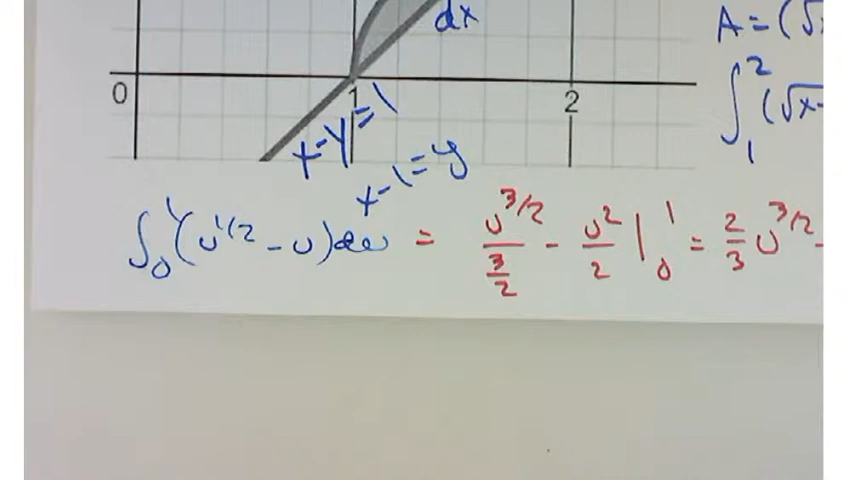 dx
A = (√x
0
1
2
∫₁² (√x-
x-y=1
x-1=y
∫₀¹ (u^1/2 - u) du = u^3/2 / 3/2 - u²/2 |₀¹ = 2/3 u^3/2 -